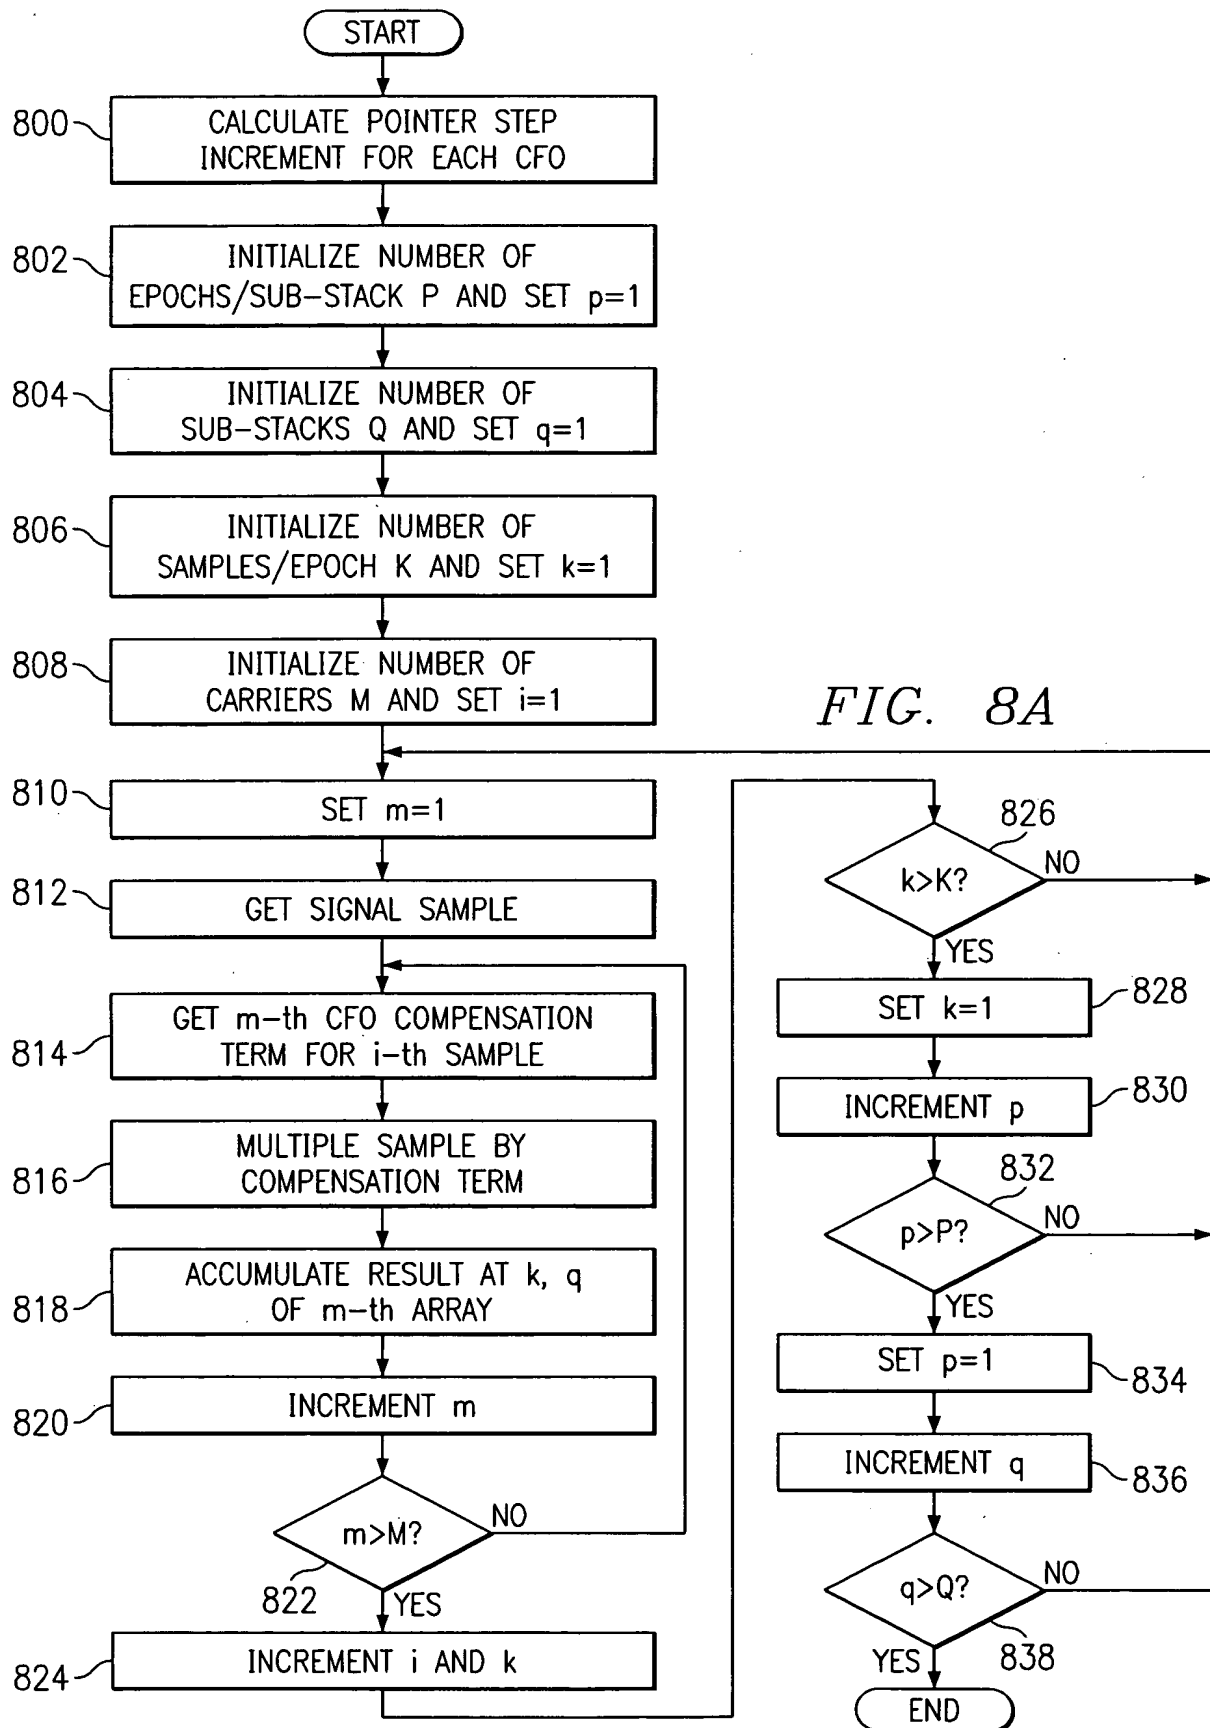 START
800
CALCULATE POINTER STEP
INCREMENT FOR EACH CFO
802
INITIALIZE NUMBER OF
EPOCHS/SUB-STACK P AND SET p=1
804
INITIALIZE NUMBER OF
SUB-STACKS Q AND SET q=1
806
INITIALIZE NUMBER OF
SAMPLES/EPOCH K AND SET k=1
808
INITIALIZE NUMBER OF
CARRIERS M AND SET i=1
810
SET m=1
812
GET SIGNAL SAMPLE
814
GET m-th CFO COMPENSATION
TERM FOR i-th SAMPLE
816
MULTIPLE SAMPLE BY
COMPENSATION TERM
818
ACCUMULATE RESULT AT k, q
OF m-th ARRAY
820
INCREMENT m
m>M?
NO
822
YES
824
INCREMENT i AND k
FIG. 8A
826
k>K?
NO
YES
SET k=1
828
INCREMENT p
830
832
p>P?
NO
YES
SET p=1
834
INCREMENT q
836
q>Q?
NO
838
YES
END